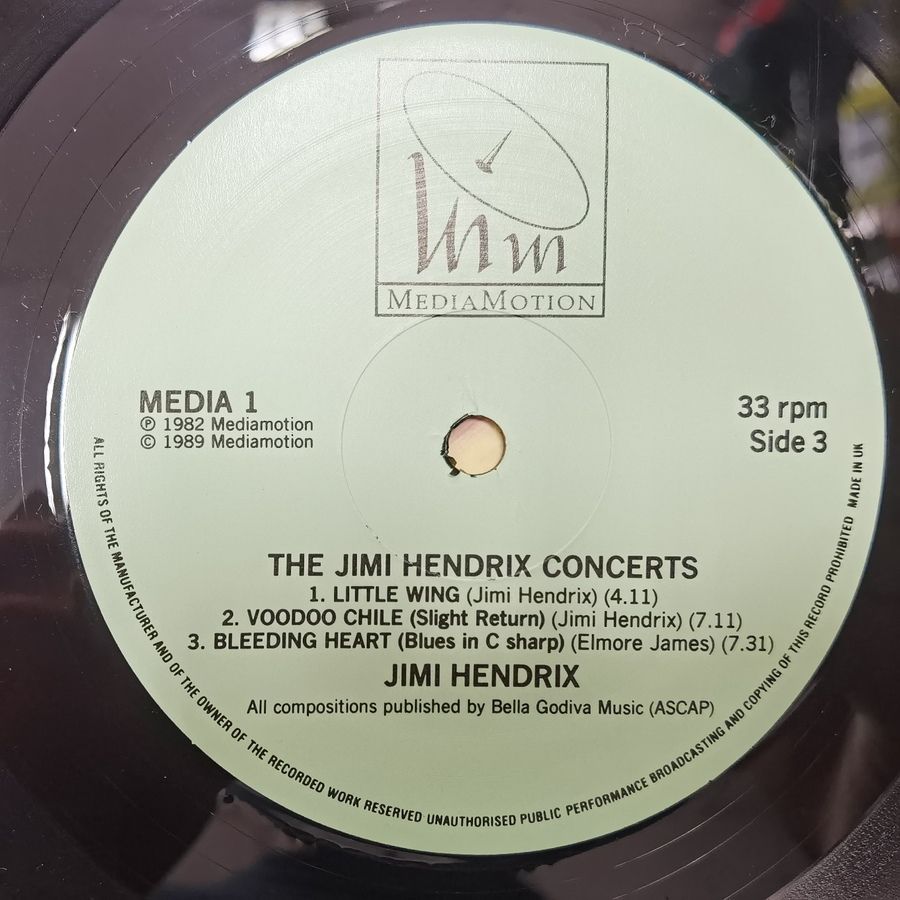 mm
MEDIAMOTION
MEDIA 1
℗ 1982 Mediamotion
© 1989 Mediamotion
33 rpm
Side 3
THE JIMI HENDRIX CONCERTS
1. LITTLE WING (Jimi Hendrix) (4.11)
2. VOODOO CHILE (Slight Return) (Jimi Hendrix) (7.11)
3. BLEEDING HEART (Blues in C sharp) (Elmore James) (7.31)
JIMI HENDRIX
All compositions published by Bella Godiva Music (ASCAP)
ALL RIGHTS OF THE MANUFACTURER AND OF THE OWNER OF THE RECORDED WORK RESERVED UNAUTHORISED PUBLIC PERFORMANCE BROADCASTING AND COPYING OF THIS RECORD PROHIBITED MADE IN UK